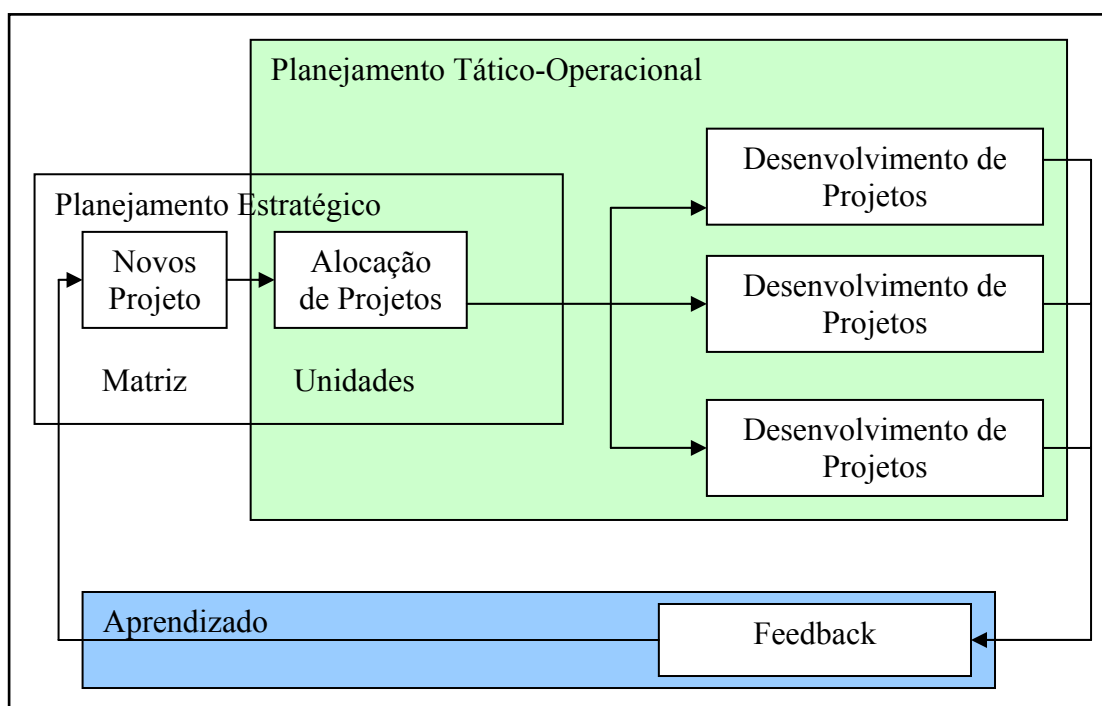 Planejamento Tático-Operacional
Desenvolvimento de
Projetos
Planejamento Estratégico
Novos
Projeto
Alocação
de Projetos
Desenvolvimento de
Projetos
Matriz
Unidades
Desenvolvimento de
Projetos
Aprendizado
Feedback